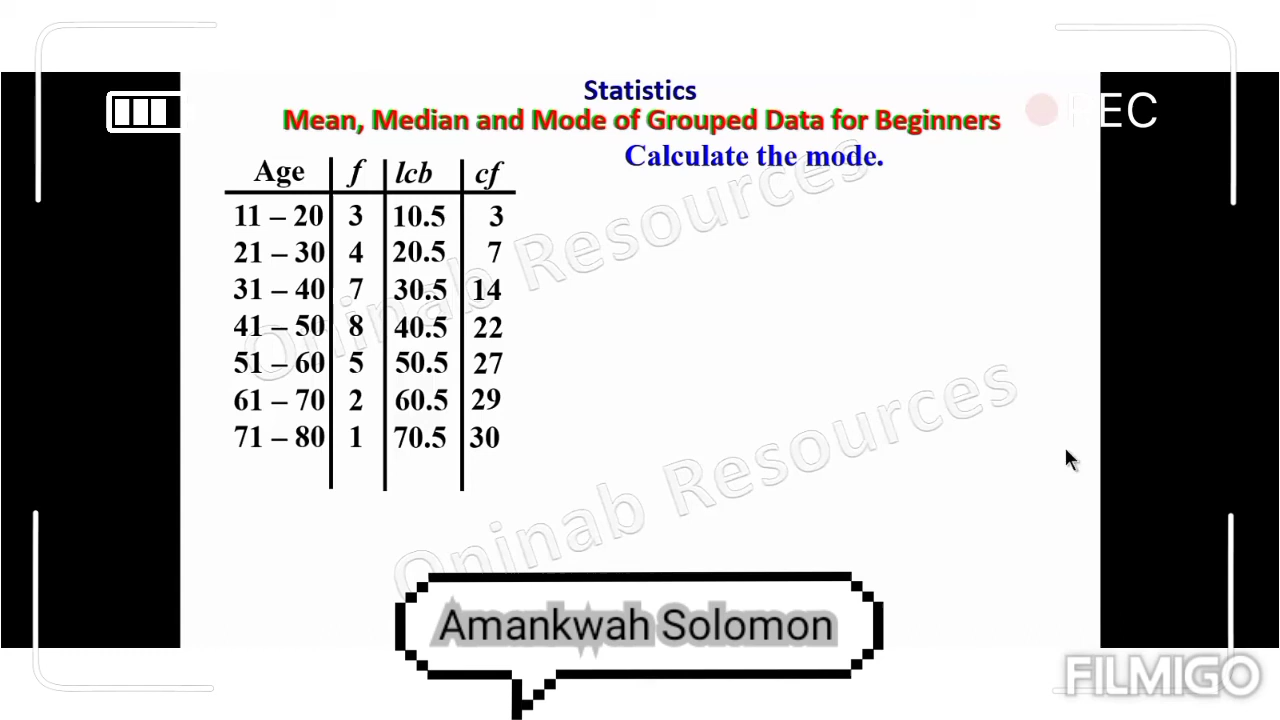 Statistics
REC
Mean, Median and Mode of Grouped Data for Beginners
Calculate the mode.
Age f lcb cf
11 – 20 3 10.5 3
21 – 30 4 20.5 7
31 – 40 7 30.5 14
41 – 50 8 40.5 22
51 – 60 5 50.5 27
61 – 70 2 60.5 29
71 – 80 1 70.5 30
Oninab Resources
Oninab Resources
Amankwah Solomon
FILMIGO